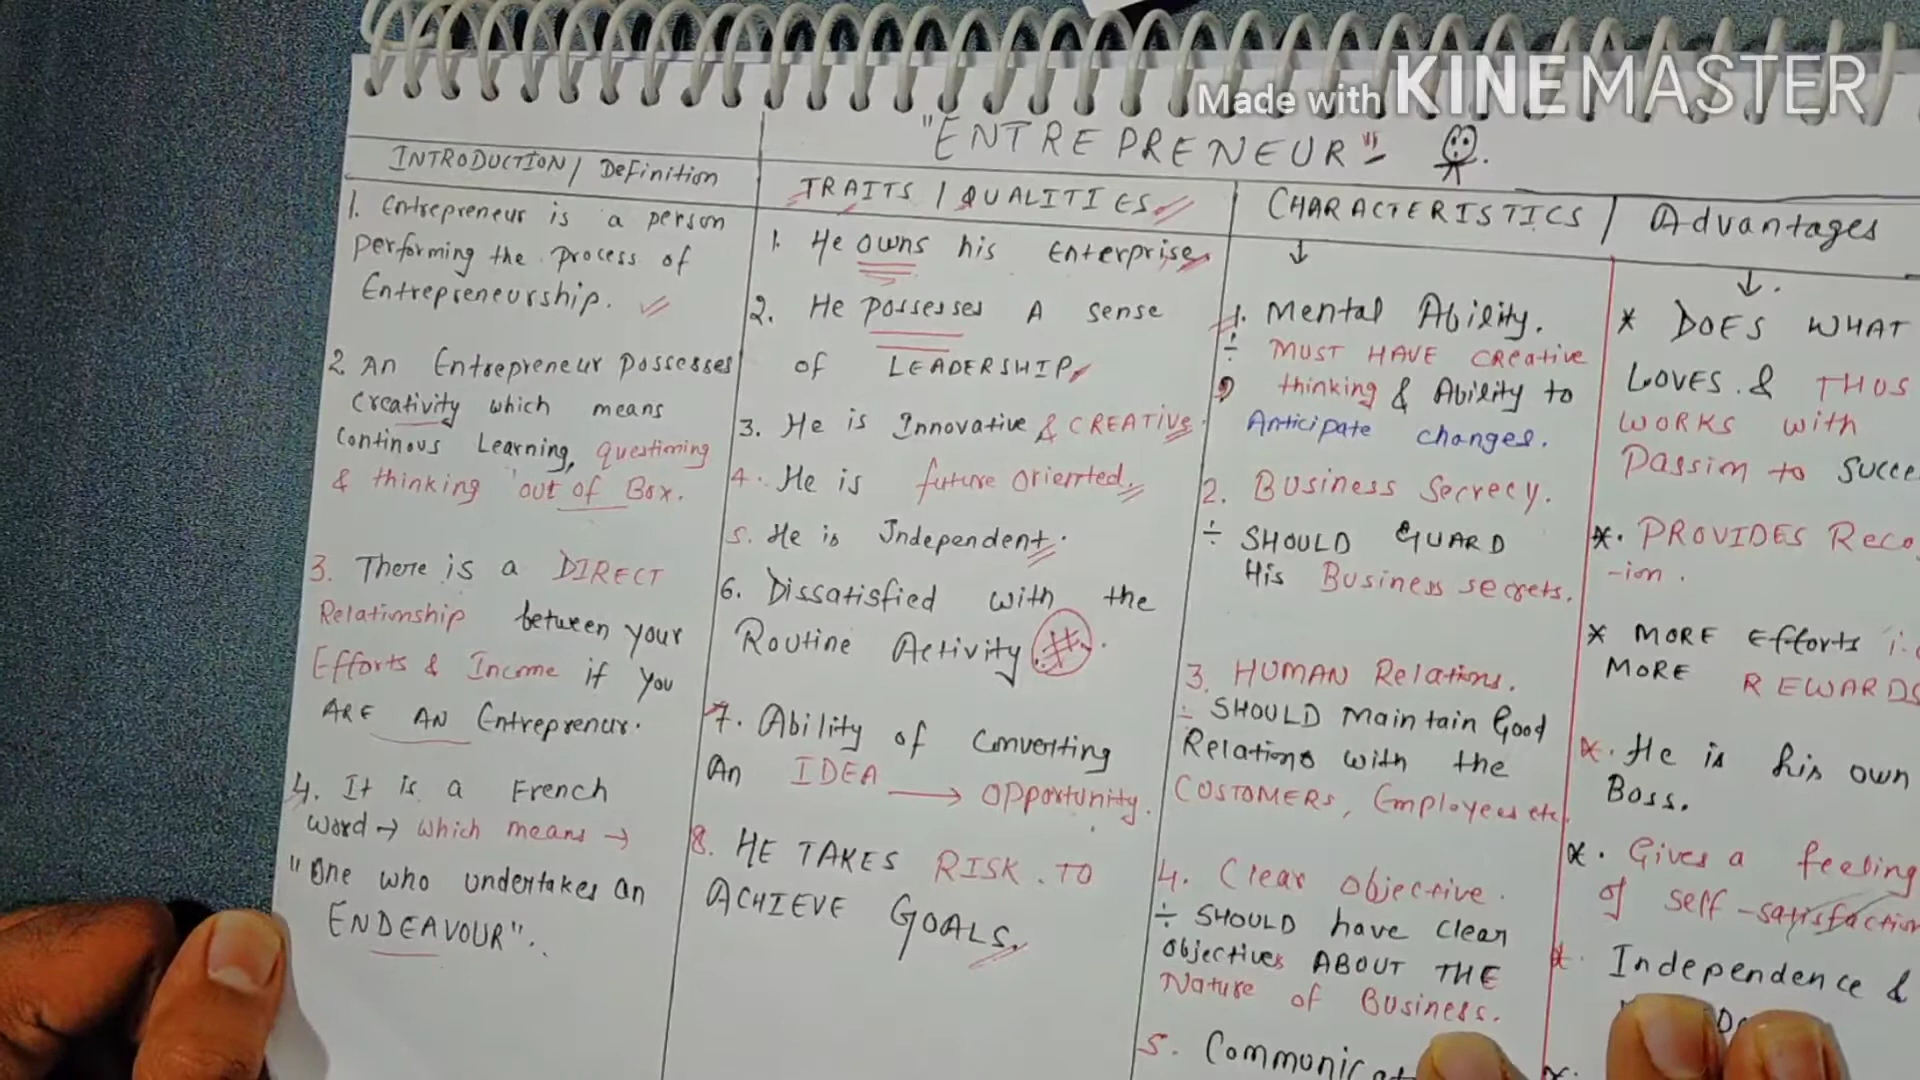 Made with KINEMASTER
"ENTREPRENEUR"
INTRODUCTION / Definition
1. Entrepreneur is a person
performing the process of
Entrepreneurship.
2. An Entrepreneur possesses
creativity which means
continous Learning, questioning
& thinking 'out of Box.
3. There is a DIRECT
Relationship between your
Efforts & Income if you
ARE AN Entreprenur.
4. It is a French
word → which means →
"One who undertakes an
ENDEAVOUR".
TRAITS / QUALITIES
1. He owns his Enterprise
2. He possesses A sense
of LEADERSHIP
3. He is Innovative & CREATIVE
4. He is future oriented.
5. He is Independent.
6. Dissatisfied with the
Routine Activity #.
7. Ability of converting
An IDEA → opportunity.
8. HE TAKES RISK. TO
ACHIEVE GOALS
CHARACTERISTICS /
↓
1. Mental Ability.
÷ MUST HAVE creative
thinking & Ability to
Anticipate changes.
2. Business Secrecy.
÷ SHOULD GUARD
His Business secrets.
3. HUMAN Relations.
÷ SHOULD maintain Good
Relations with the
CUSTOMERS, Employees etc.
4. Clear objective.
÷ SHOULD have clear
objectives ABOUT THE
Nature of Business.
5.
Advantages
↓
* DOES WHAT
LOVES. & THUS
WORKS with
Passion to
* PROVIDES
-ion.
* MORE Efforts
MORE REWARDS
* He is his own
Boss.
* Gives a feeling
of self-satisfaction
* Independence &